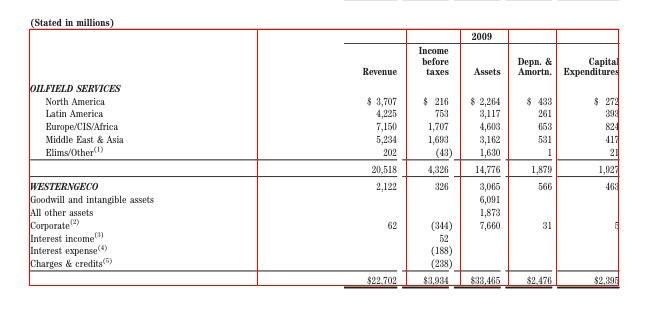 (Stated in millions)
2009
Revenue Income before taxes Assets Depn. & Amortn. Capital Expenditures
OILFIELD SERVICES
North America $ 3,707 $ 216 $ 2,264 $ 433 $ 272
Latin America 4,225 753 3,117 261 393
Europe/CIS/Africa 7,150 1,707 4,603 653 824
Middle East & Asia 5,234 1,693 3,162 531 417
Elims/Other(1) 202 (43) 1,630 1 21
20,518 4,326 14,776 1,879 1,927
WESTERNGECO 2,122 326 3,065 566 463
Goodwill and intangible assets 6,091
All other assets 1,873
Corporate(2) 62 (344) 7,660 31 5
Interest income(3) 52
Interest expense(4) (188)
Charges & credits(5) (238)
$22,702 $3,934 $33,465 $2,476 $2,395